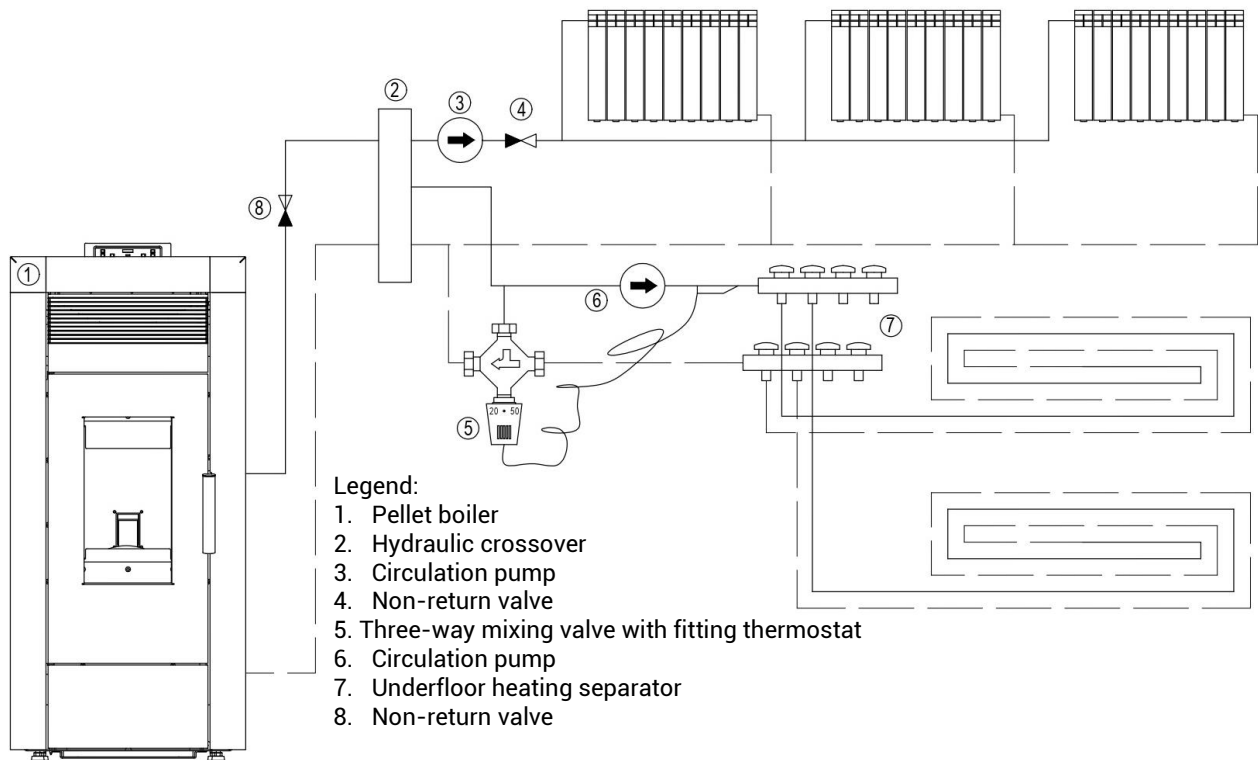 ②
③
④
⑧
①
⑥
⑦
20 • 50
⑤
Legend:
1. Pellet boiler
2. Hydraulic crossover
3. Circulation pump
4. Non-return valve
5. Three-way mixing valve with fitting thermostat
6. Circulation pump
7. Underfloor heating separator
8. Non-return valve